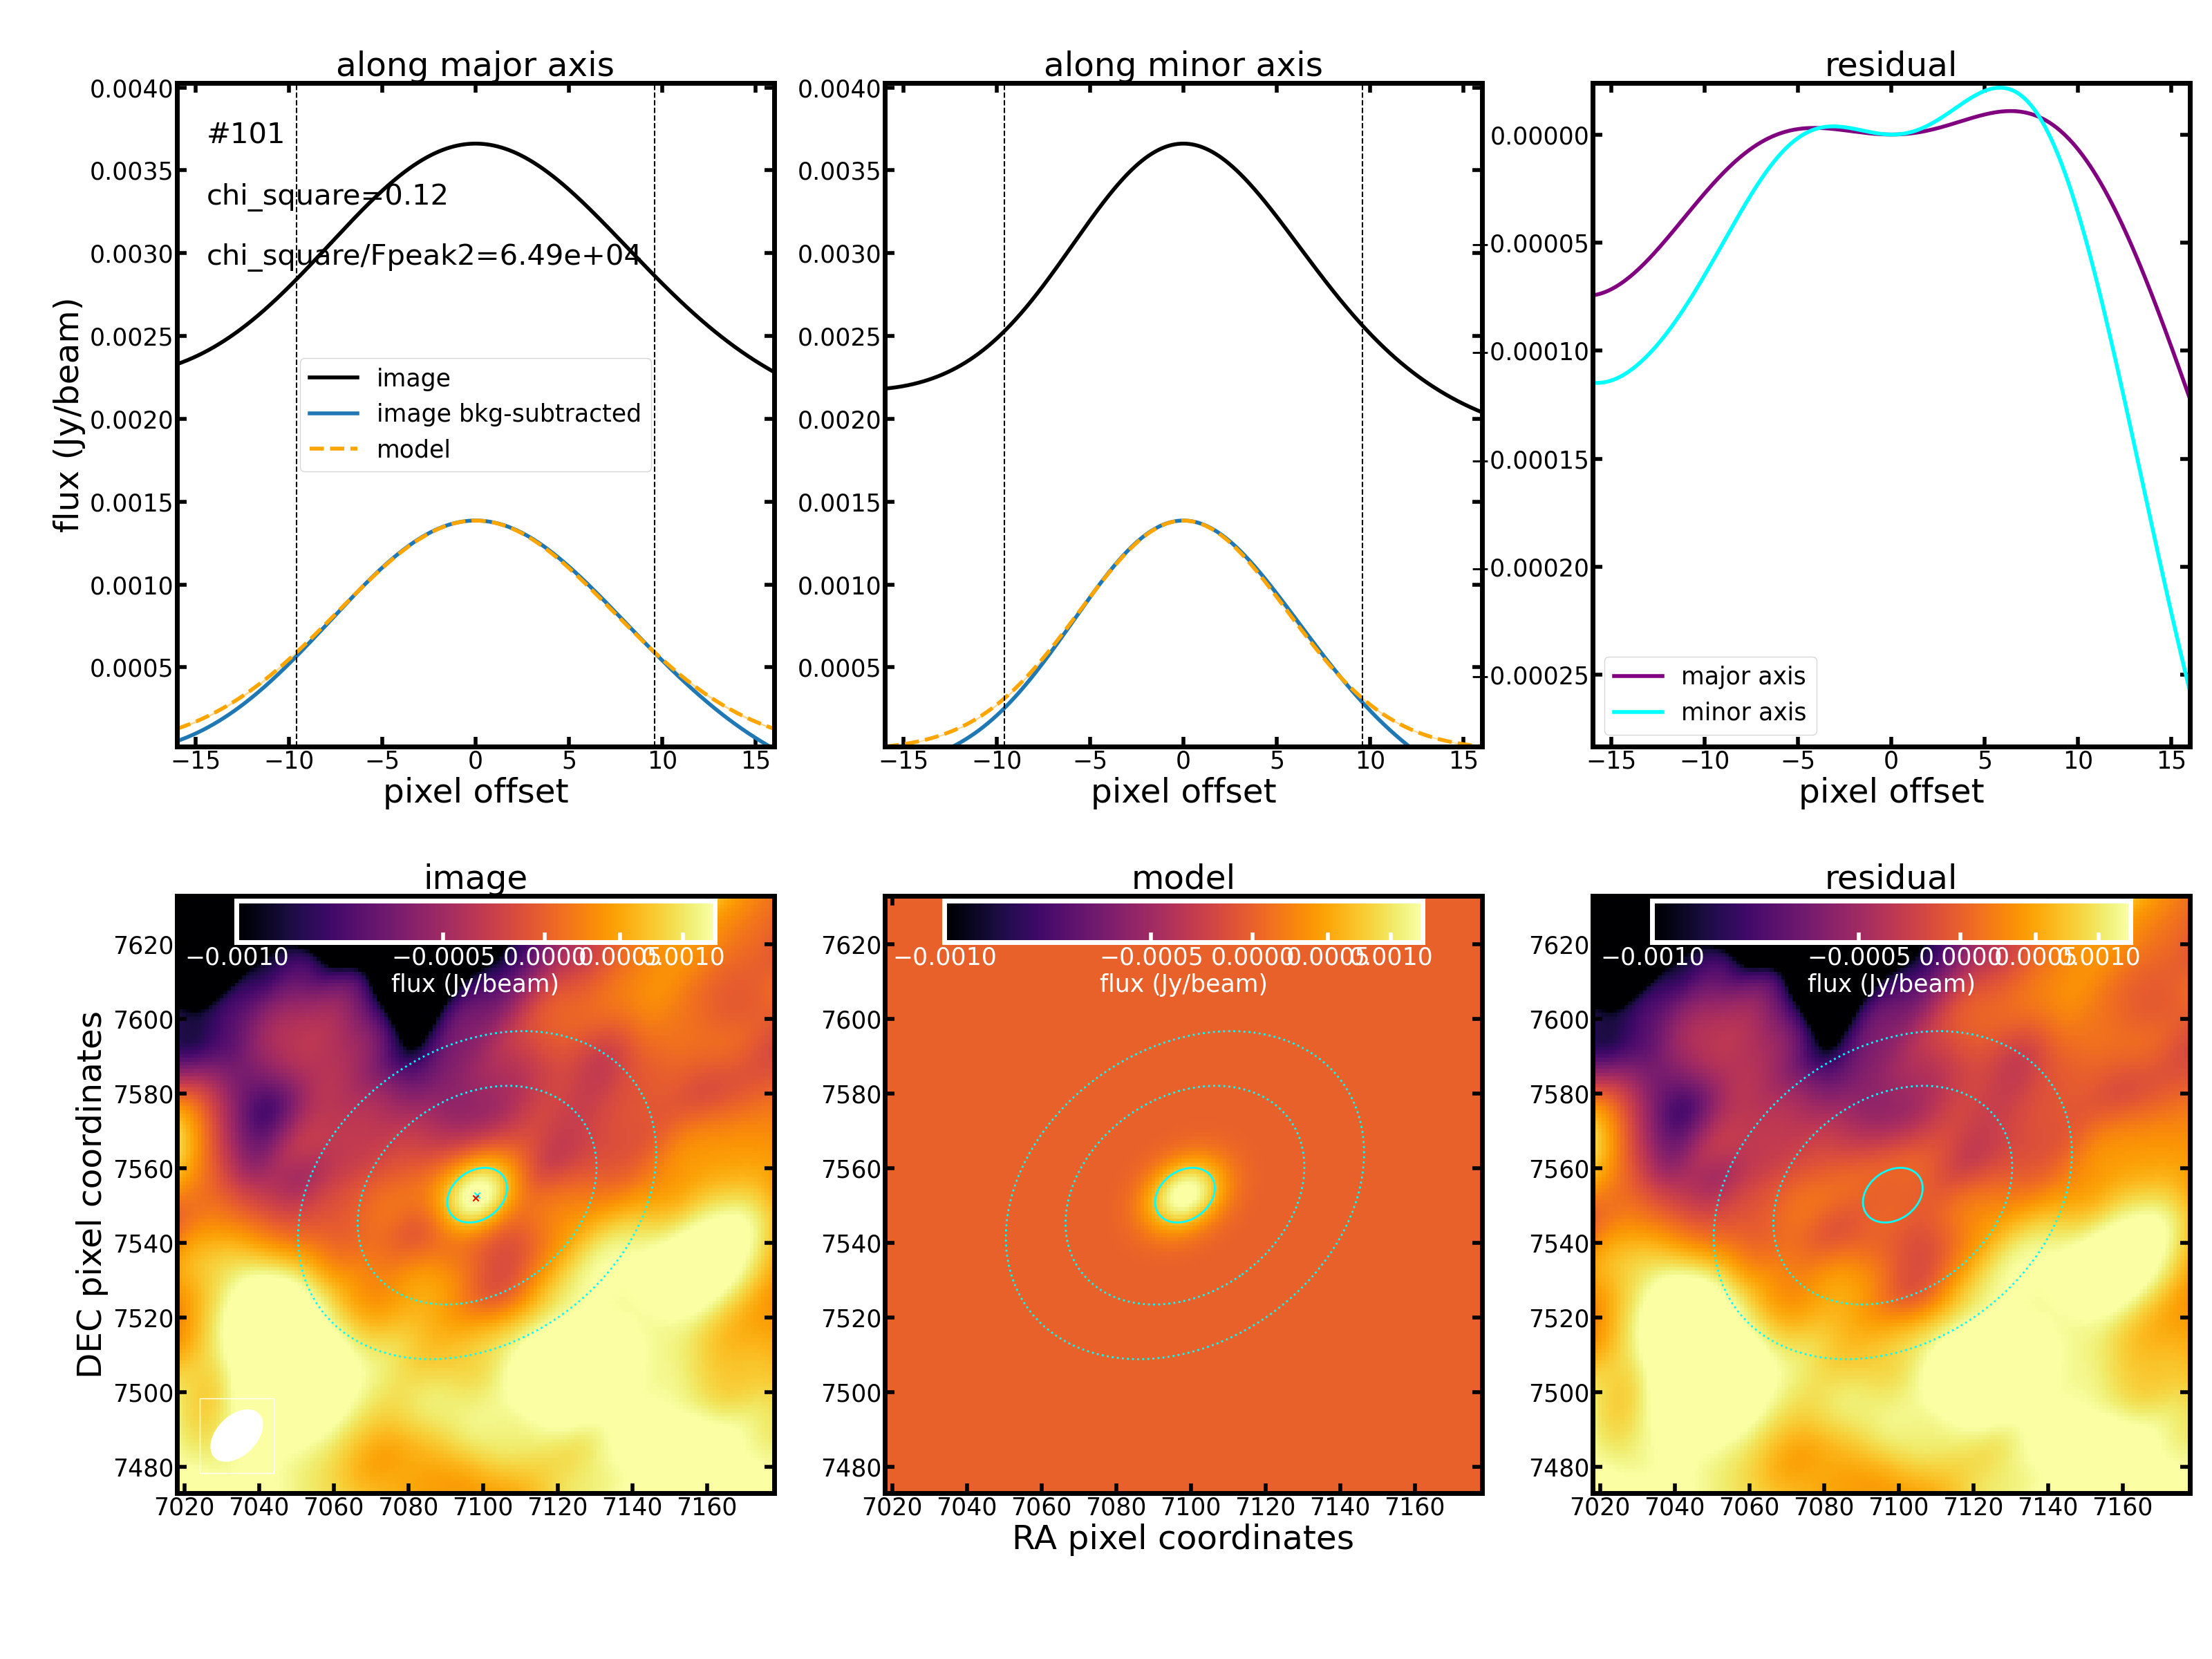 along major axis
along minor axis
residual
0.0040
0.0035
0.0030
0.0025
0.0020
0.0015
0.0010
0.0005
flux (Jy/beam)
#101
chi_square=0.12
chi_square/Fpeak2=6.49e+04
image
image bkg-subtracted
model
−15 −10 −5 0 5 10 15
pixel offset
0.0040
0.0035
0.0030
0.0025
0.0020
0.0015
0.0010
0.0005
−15 −10 −5 0 5 10 15
pixel offset
0.00000
−0.00005
−0.00010
−0.00015
−0.00020
−0.00025
major axis
minor axis
−15 −10 −5 0 5 10 15
pixel offset
image
model
residual
−0.0010 −0.0005 0.0000 0.0005 0.0010
flux (Jy/beam)
7620
7600
7580
7560
7540
7520
7500
7480
DEC pixel coordinates
7020 7040 7060 7080 7100 7120 7140 7160
−0.0010 −0.0005 0.0000 0.0005 0.0010
flux (Jy/beam)
7620
7600
7580
7560
7540
7520
7500
7480
7020 7040 7060 7080 7100 7120 7140 7160
RA pixel coordinates
−0.0010 −0.0005 0.0000 0.0005 0.0010
flux (Jy/beam)
7620
7600
7580
7560
7540
7520
7500
7480
7020 7040 7060 7080 7100 7120 7140 7160